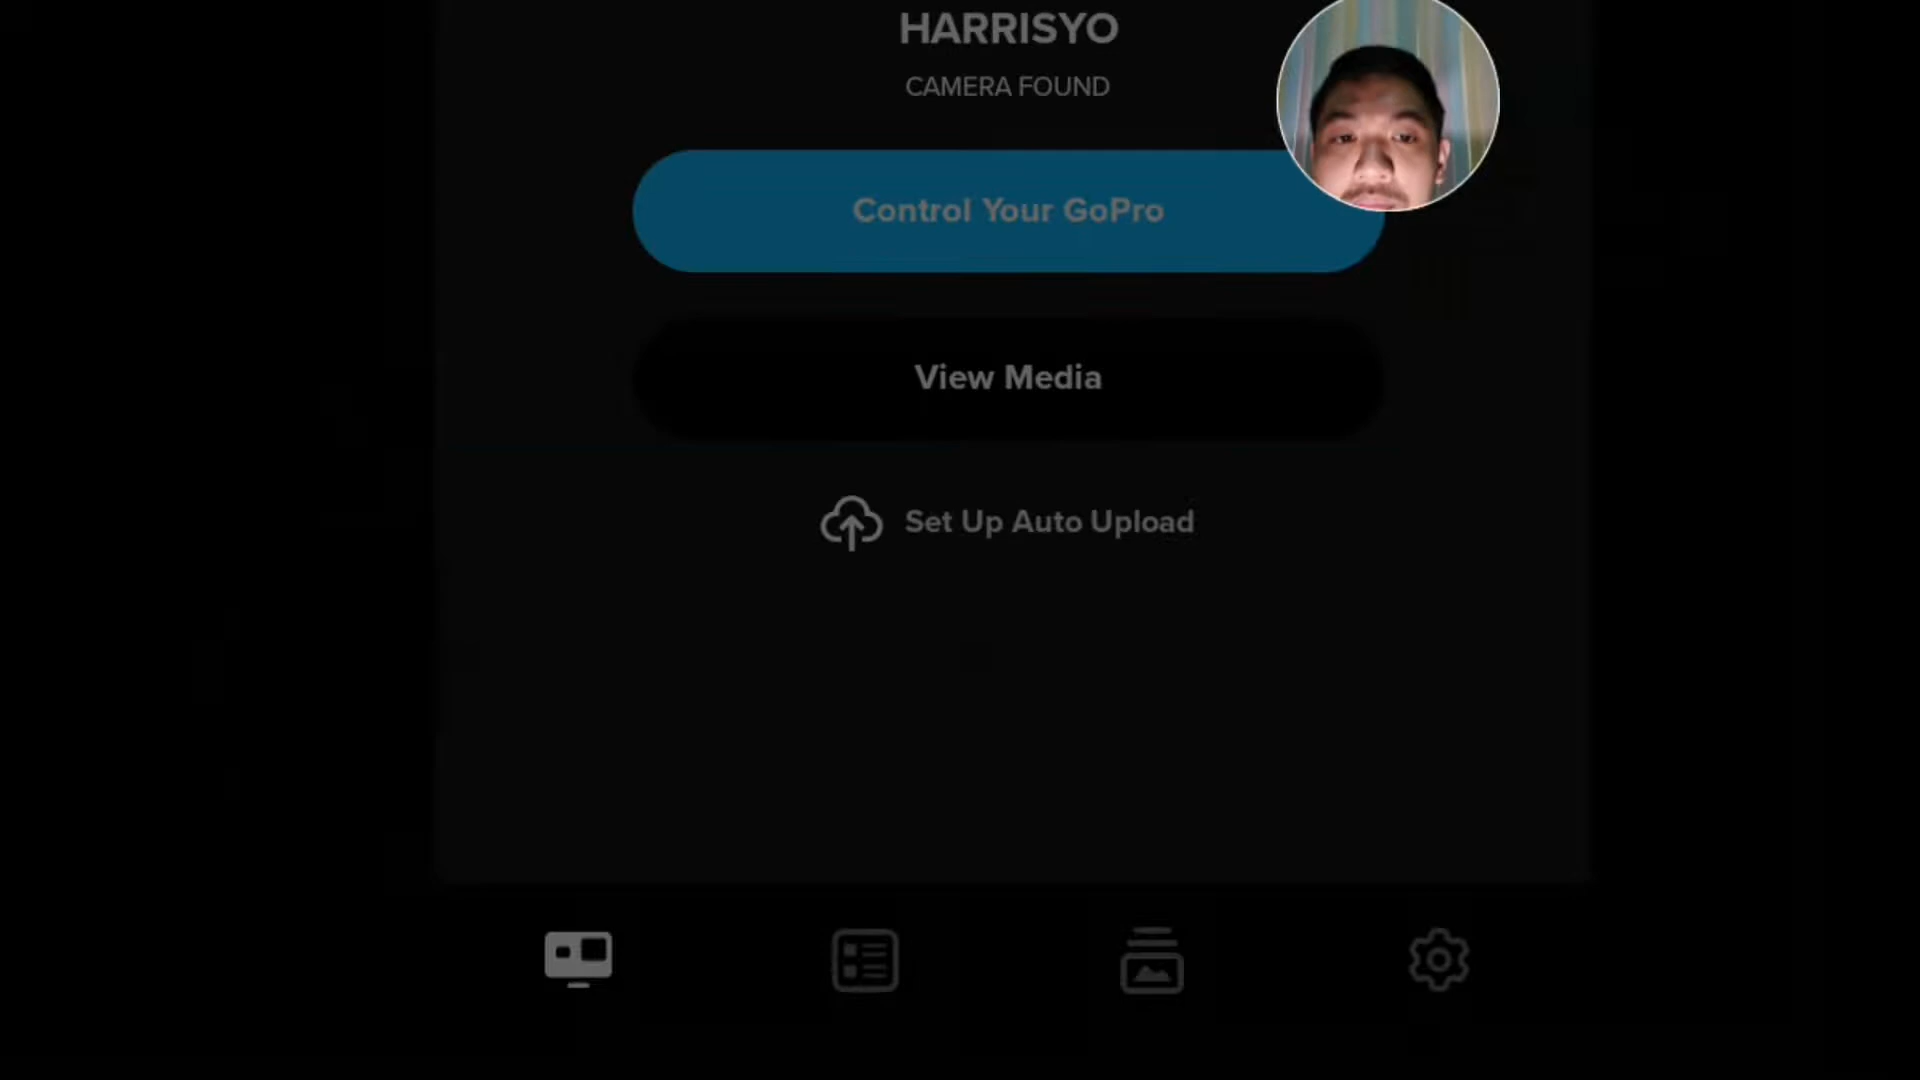 HARRISYO
CAMERA FOUND
Control Your GoPro
View Media
Set Up Auto Upload